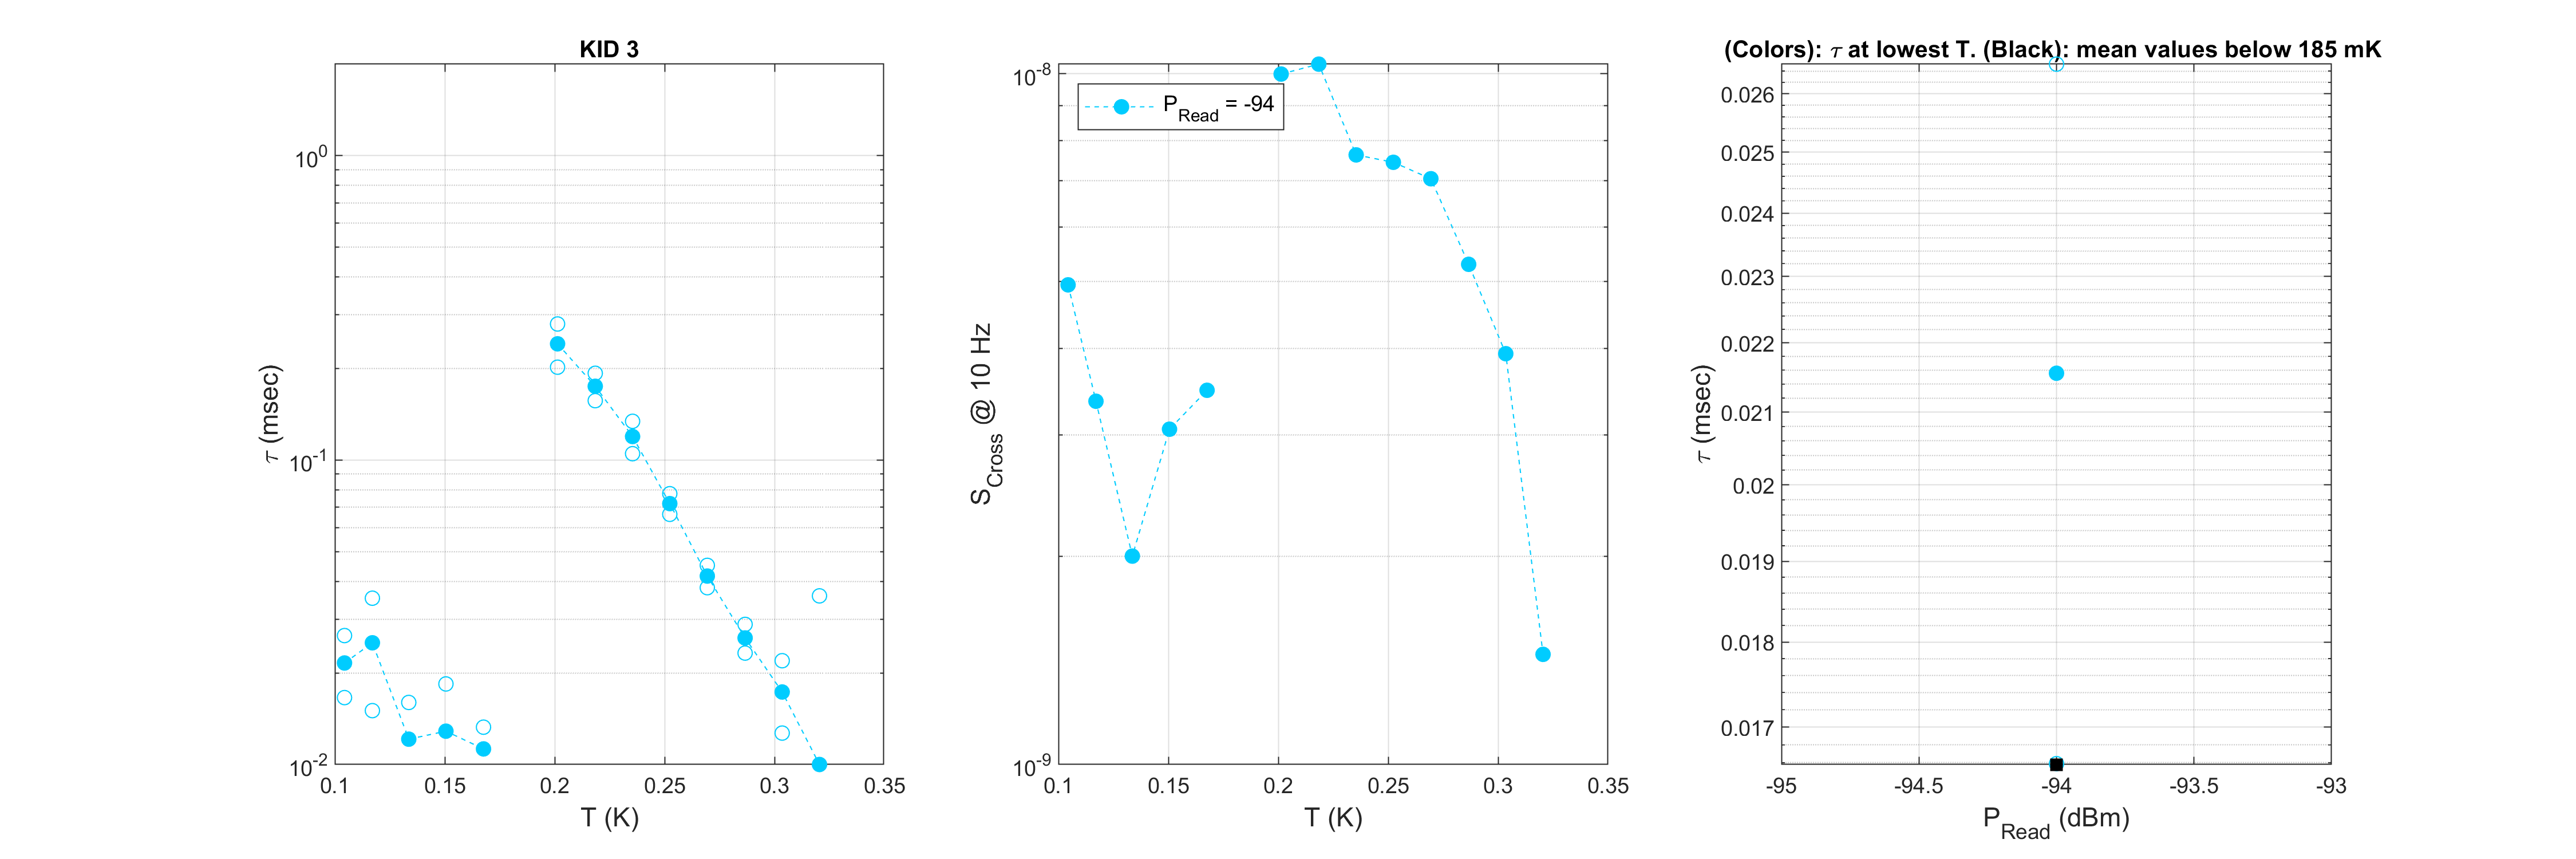 KID 3
10^0
10^-1
10^-2
τ (msec)
0.1 0.15 0.2 0.25 0.3 0.35
T (K)
10^-8
10^-9
P_Read = -94
S_Cross @ 10 Hz
0.1 0.15 0.2 0.25 0.3 0.35
T (K)
(Colors): τ at lowest T. (Black): mean values below 185 mK
0.026
0.025
0.024
0.023
0.022
0.021
0.02
0.019
0.018
0.017
τ (msec)
-95 -94.5 -94 -93.5 -93
P_Read (dBm)